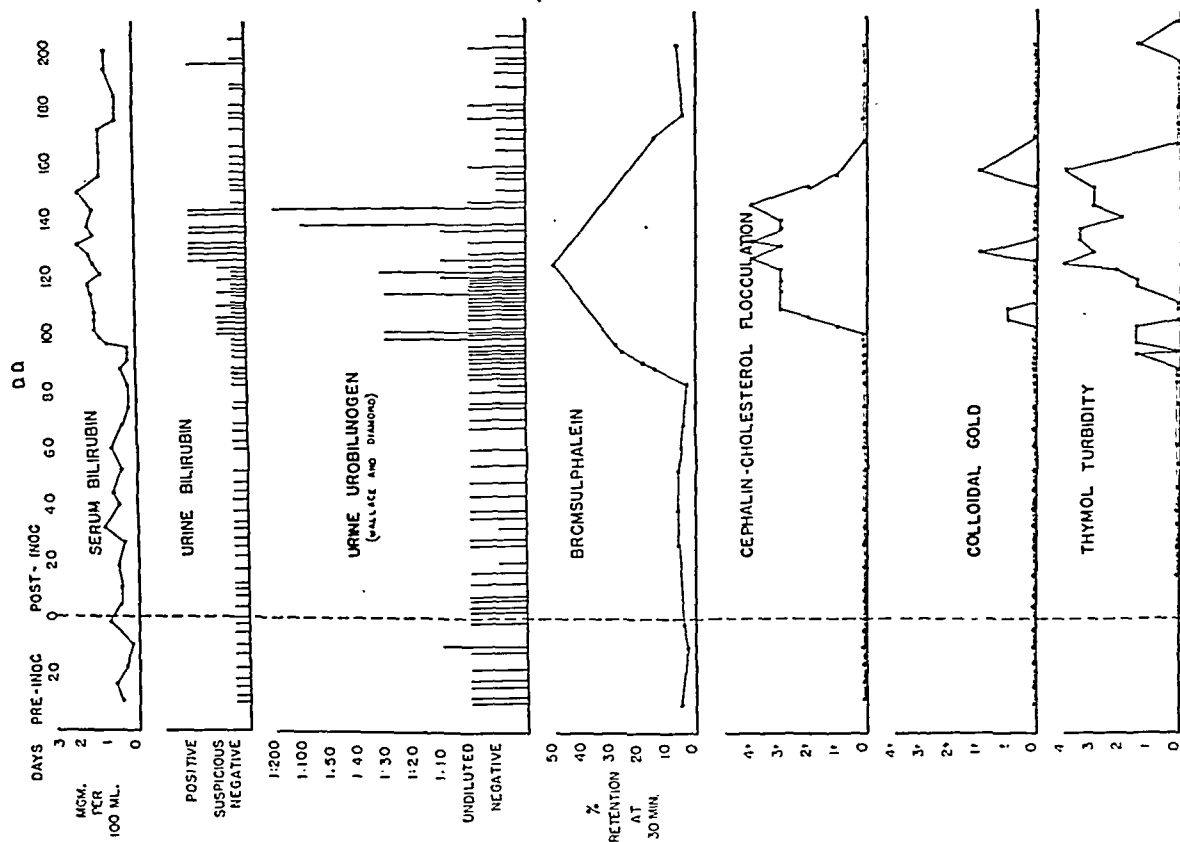 D.D.
DAYS PRE-INOC POST-INOC
20 0 20 40 60 80 100 120 140 160 180 200
SERUM BILIRUBIN
3
2
1
0
MGM.
PER
100 ML.
URINE BILIRUBIN
POSITIVE
SUSPICIOUS
NEGATIVE
URINE UROBILINOGEN
(WALLACE AND DIAMOND)
1:200
1:100
1:50
1:40
1:30
1:20
1:10
UNDILUTED
NEGATIVE
BROMSULPHALEIN
50
40
30
20
10
0
%
RETENTION
AT
30 MIN.
CEPHALIN-CHOLESTEROL FLOCCULATION
4+
3+
2+
1+
0
COLLOIDAL GOLD
4+
3+
2+
1+
0
THYMOL TURBIDITY
4
3
2
1
0